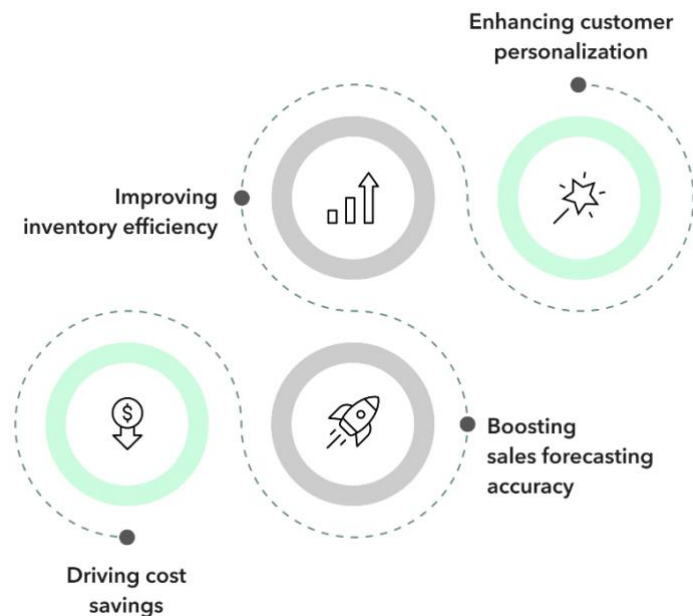 Enhancing customer
personalization
Improving
inventory efficiency
$
Boosting
sales forecasting
accuracy
Driving cost
savings